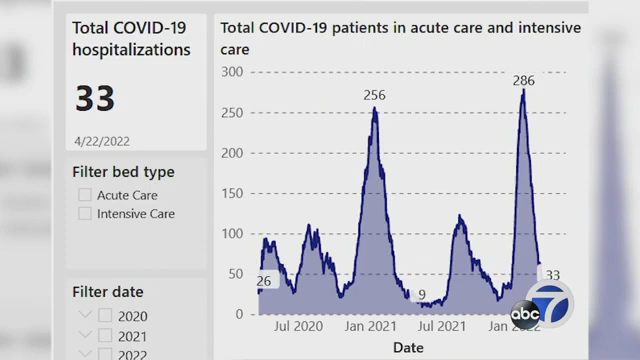 Total COVID-19
hospitalizations
33
4/22/2022
Filter bed type
Acute Care
Intensive Care
Filter date
2020
2021
2022
Total COVID-19 patients in acute care and intensive
care
300
250
200
150
100
50
0
26
256
9
286
33
Jul 2020
Jan 2021
Jul 2021
Jan 2022
Date
abc 7